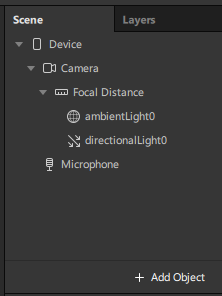 Scene Layers
Device
Camera
Focal Distance
ambientLight0
directionalLight0
Microphone
+ Add Object